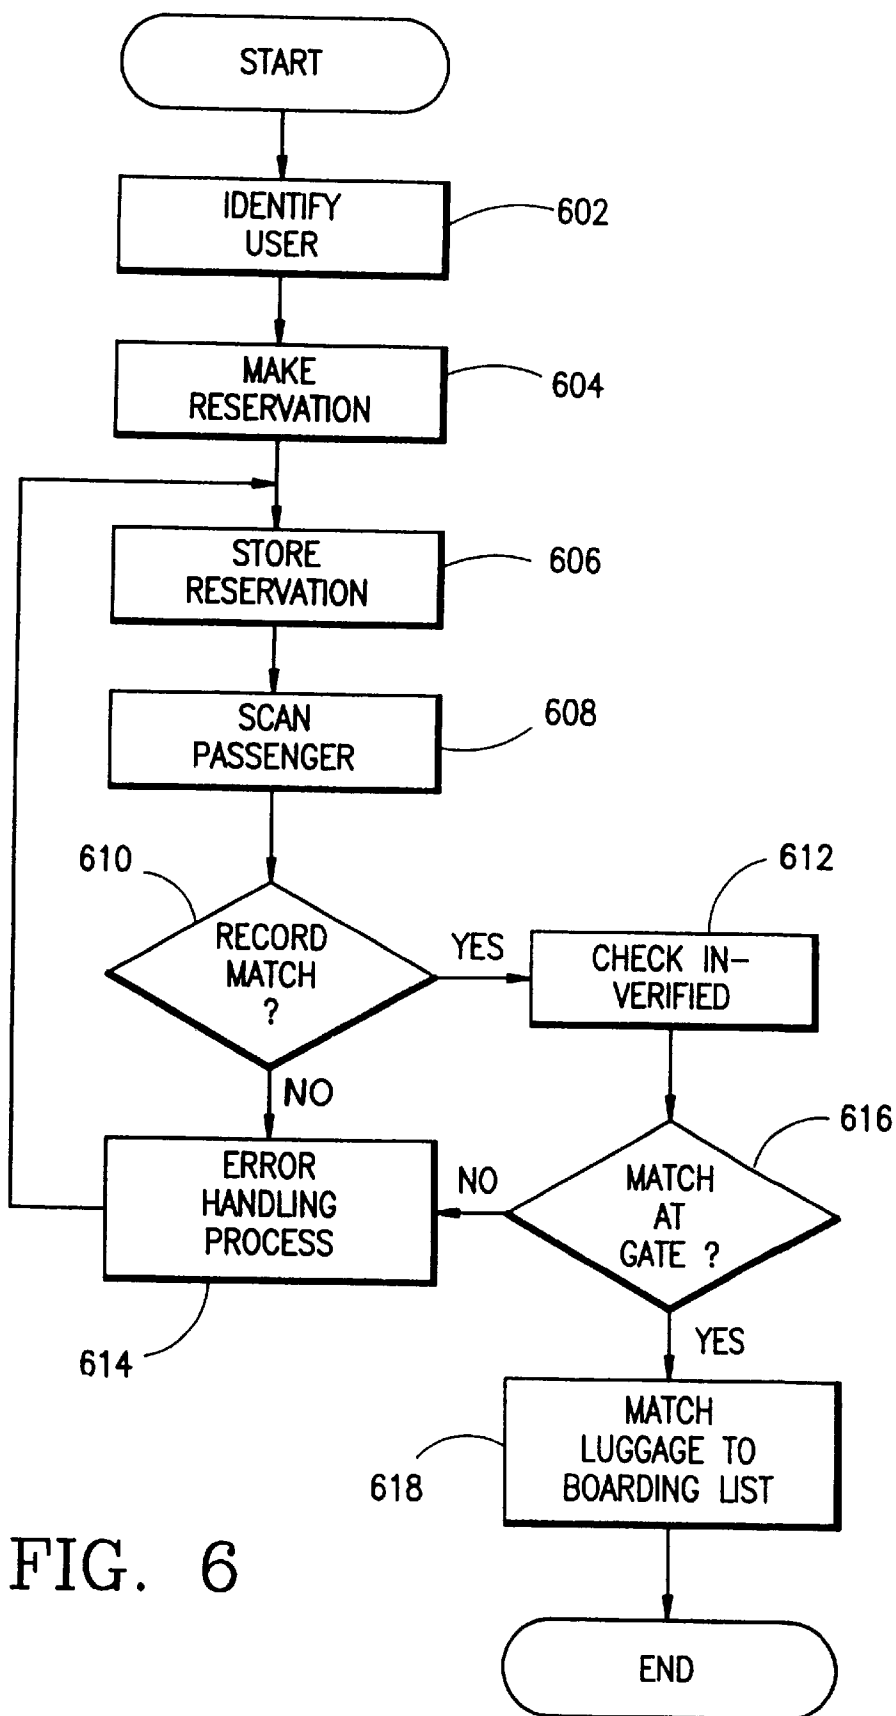 START
IDENTIFY
USER
602
MAKE
RESERVATION
604
STORE
RESERVATION
606
SCAN
PASSENGER
608
610
RECORD
MATCH
?
YES
612
CHECK IN-
VERIFIED
NO
616
MATCH
AT
GATE ?
NO
ERROR
HANDLING
PROCESS
614
YES
MATCH
LUGGAGE TO
BOARDING LIST
618
END
FIG. 6